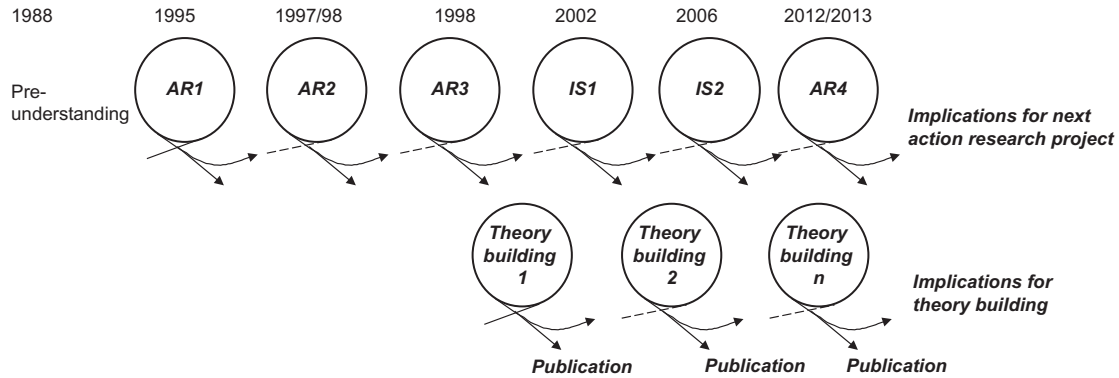 1988 1995 1997/98 1998 2002 2006 2012/2013
AR1 AR2 AR3 IS1 IS2 AR4
Pre-
understanding
Implications for next
action research project
Theory
building
1
Theory
building
2
Theory
building
n
Implications for
theory building
Publication Publication Publication